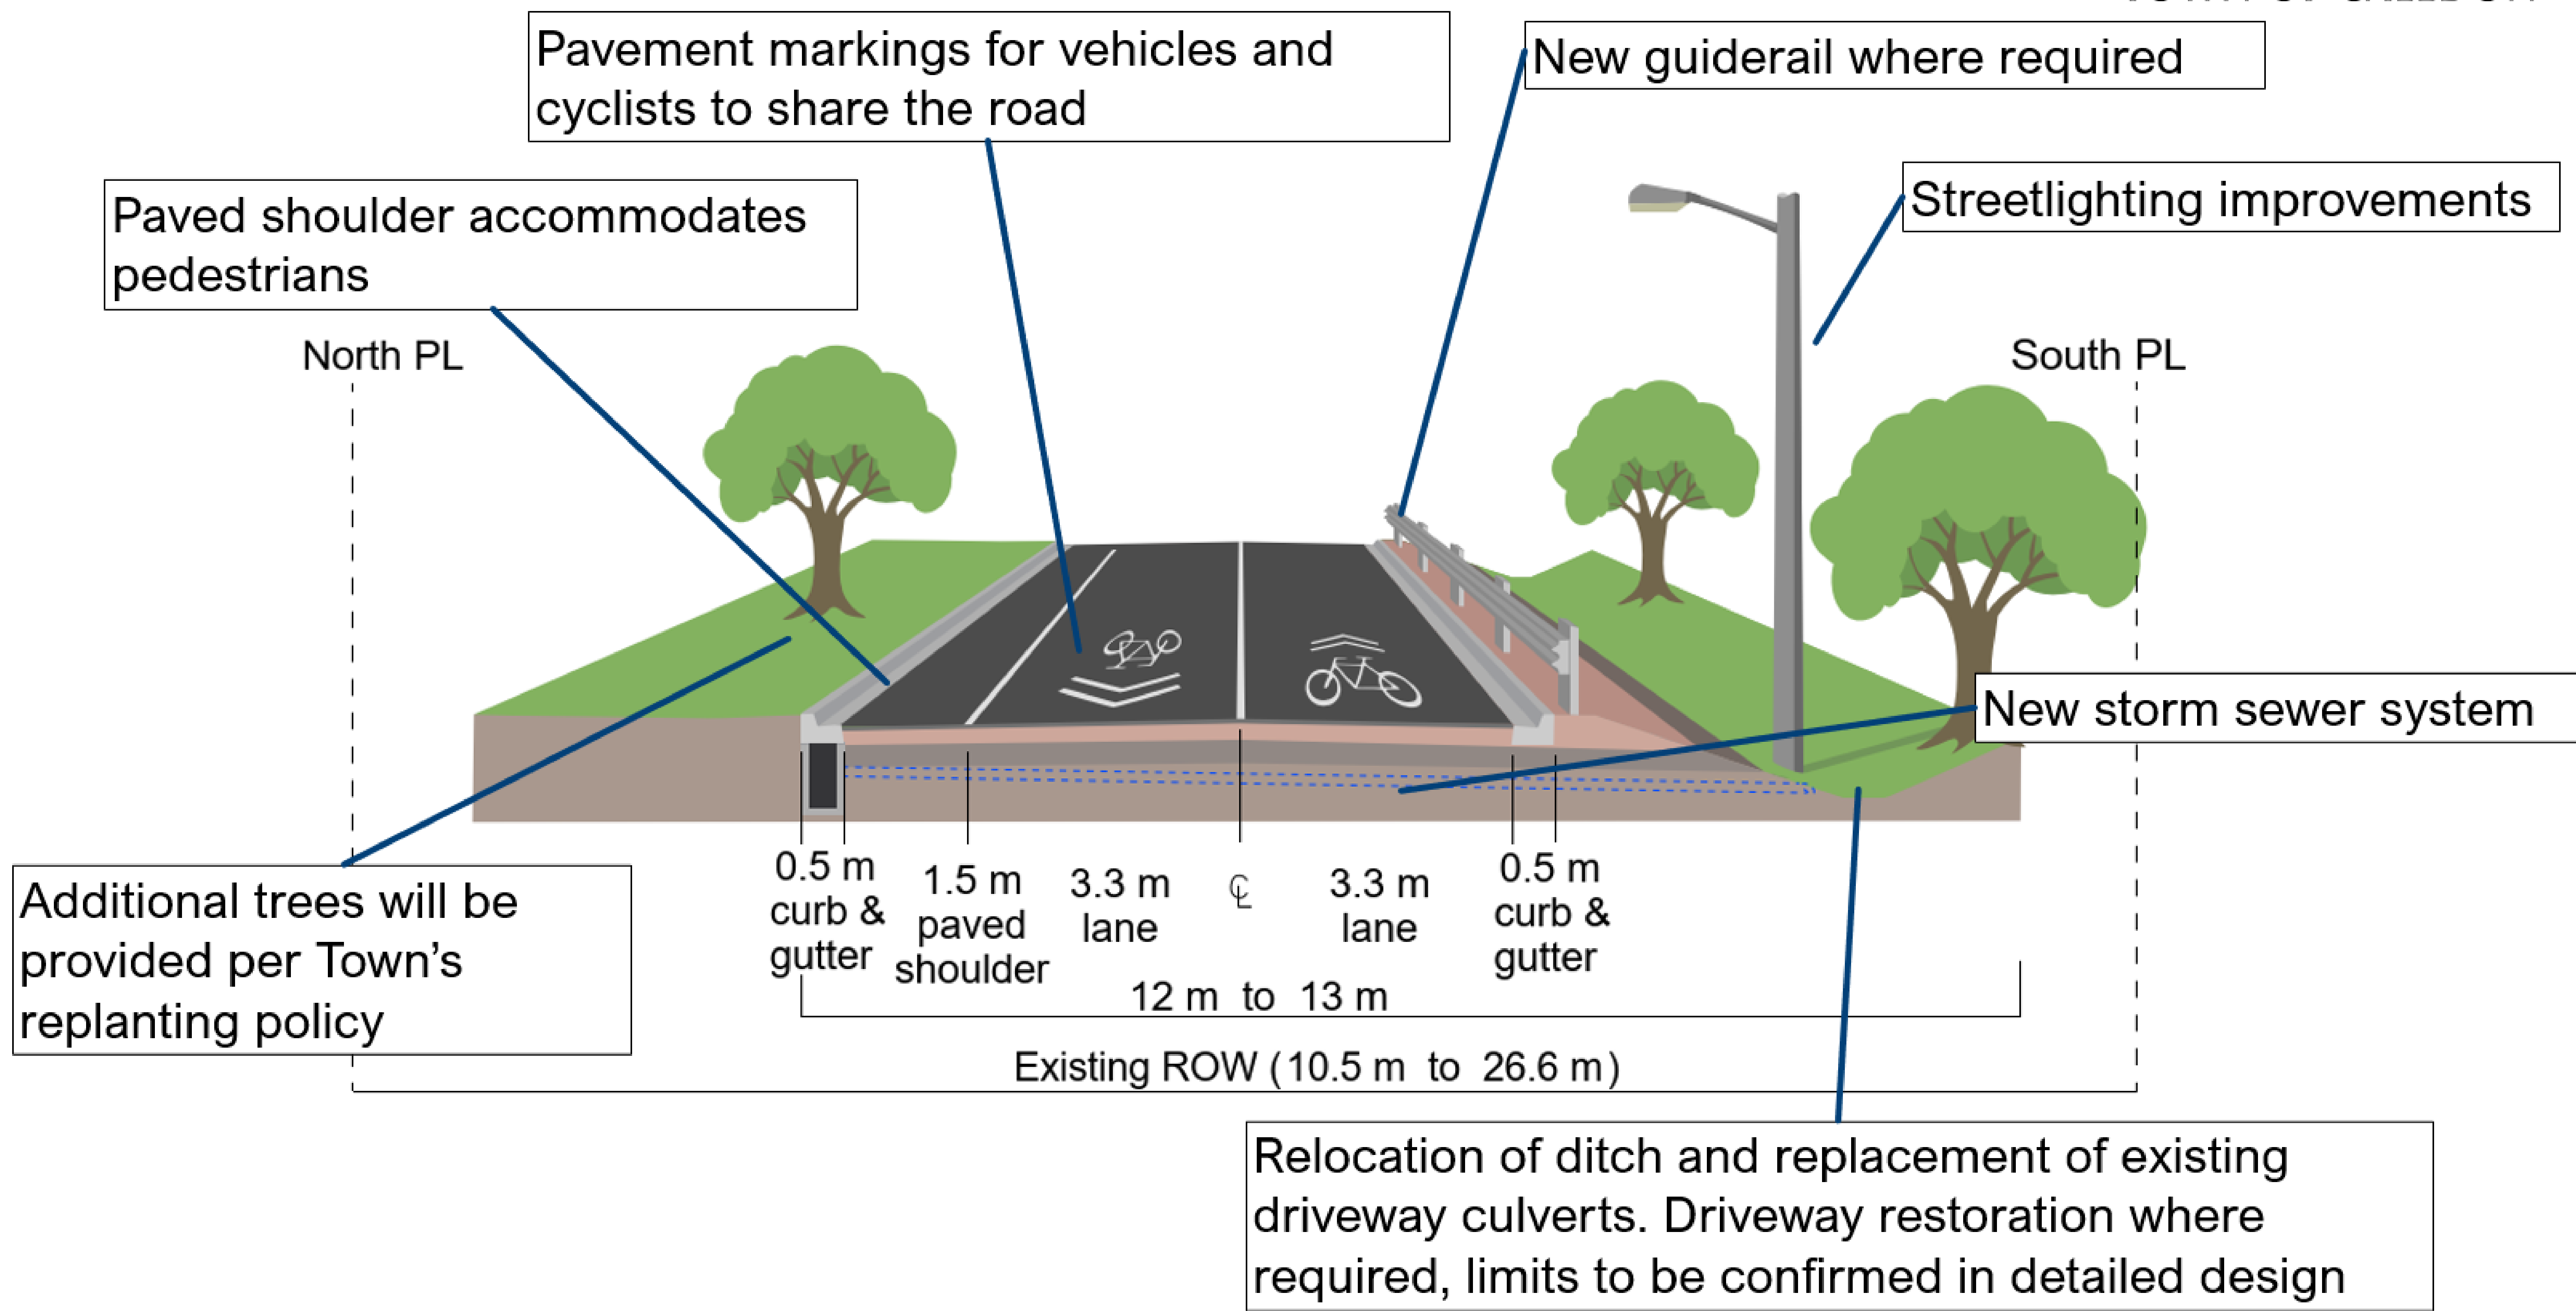 Pavement markings for vehicles and
cyclists to share the road
New guiderail where required
Streetlighting improvements
Paved shoulder accommodates
pedestrians
North PL
South PL
New storm sewer system
Additional trees will be
provided per Town's
replanting policy
0.5 m
curb &
gutter
1.5 m
paved
shoulder
3.3 m
lane
℄
3.3 m
lane
0.5 m
curb &
gutter
12 m to 13 m
Existing ROW (10.5 m to 26.6 m)
Relocation of ditch and replacement of existing
driveway culverts. Driveway restoration where
required, limits to be confirmed in detailed design